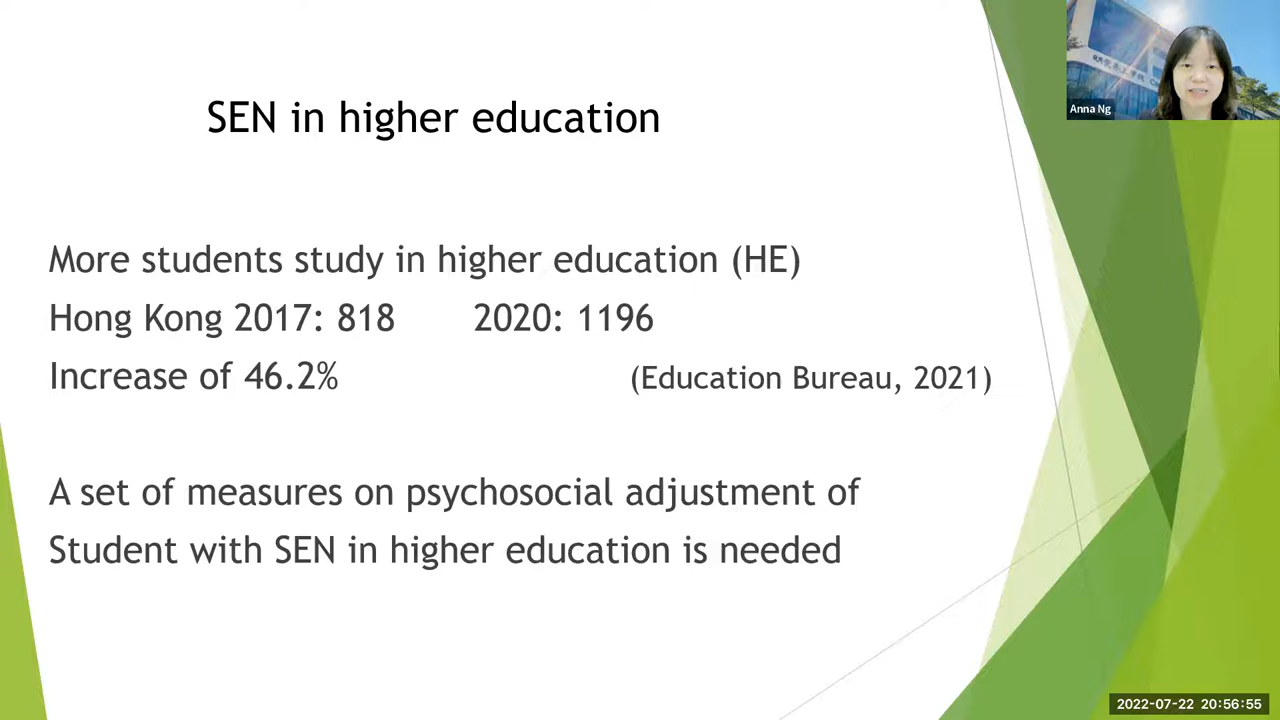 SEN in higher education
More students study in higher education (HE)
Hong Kong 2017: 818 2020: 1196
Increase of 46.2% (Education Bureau, 2021)
A set of measures on psychosocial adjustment of
Student with SEN in higher education is needed
Anna Ng
2022-07-22 20:56:55